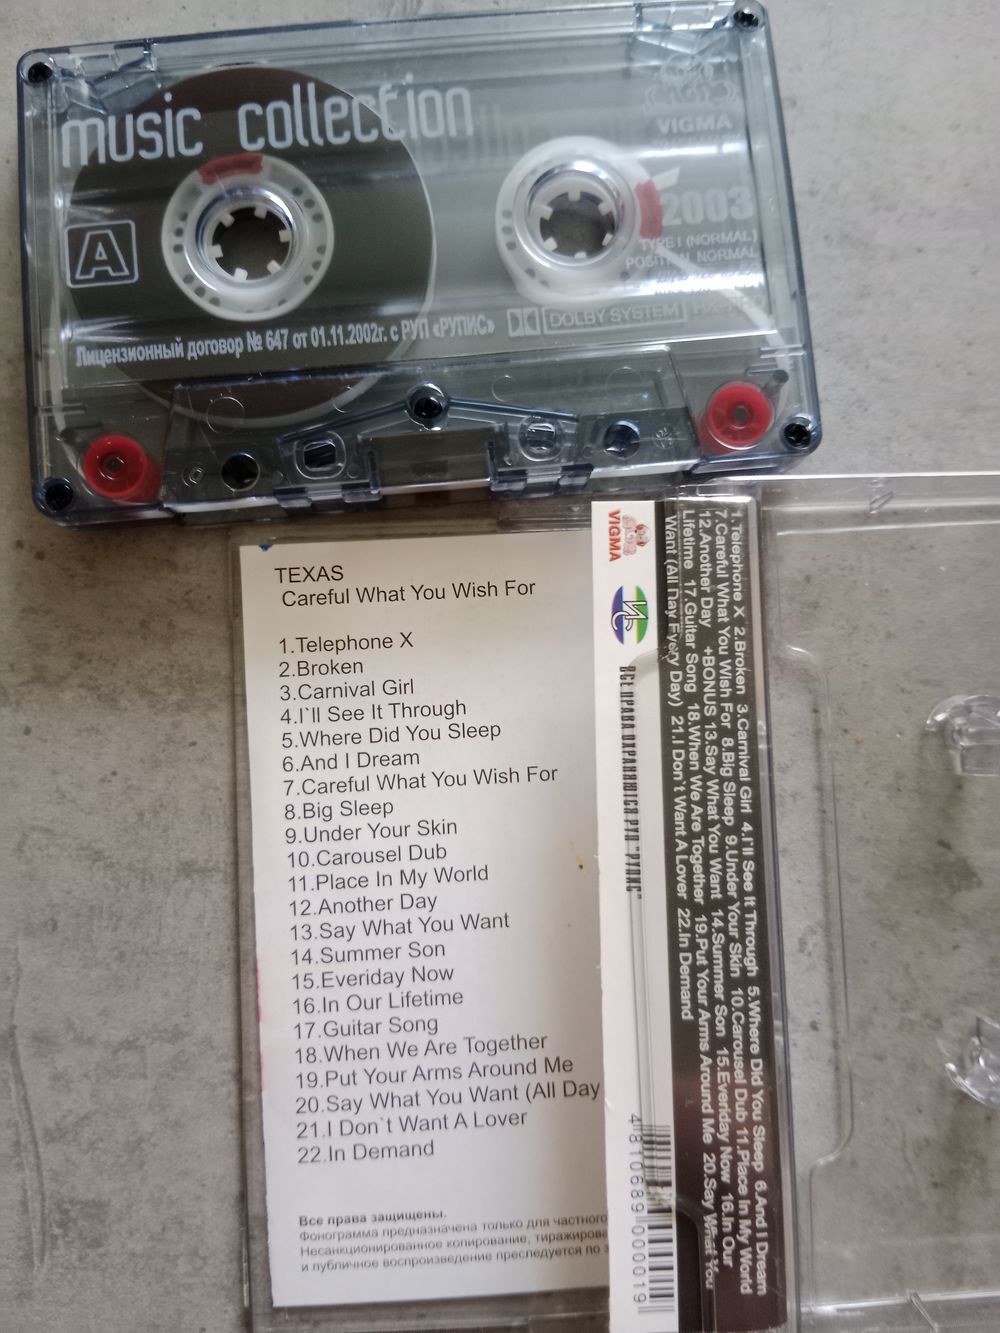 music collection
VIGMA
2003
A
TYPE I (NORMAL)
POSITION NORMAL
DOLBY SYSTEM
Лицензионный договор № 647 от 01.11.2002г. с РУП «РУПИС»
TEXAS
Careful What You Wish For
1.Telephone X
2.Broken
3.Carnival Girl
4.I`ll See It Through
5.Where Did You Sleep
6.And I Dream
7.Careful What You Wish For
8.Big Sleep
9.Under Your Skin
10.Carousel Dub
11.Place In My World
12.Another Day
13.Say What You Want
14.Summer Son
15.Everiday Now
16.In Our Lifetime
17.Guitar Song
18.When We Are Together
19.Put Your Arms Around Me
20.Say What You Want (All Day
21.I Don`t Want A Lover
22.In Demand
Все права защищены.
Фонограмма предназначена только для частного
Несанкционированное копирование, тиражирова
и публичное воспроизведение преследуется по з
VIGMA
ВСЕ ПРАВА ОХРАНЯЮТСЯ РУП "РУПИС"
4 810689 000019
1.Telephone X 2.Broken 3.Carnival Girl 4.I`ll See It Through 5.Where Did You Sleep 6.And I Dream
7.Careful What You Wish For 8.Big Sleep 9.Under Your Skin 10.Carousel Dub 11.Place In My World
12.Another Day +BONUS 13.Say What You Want 14.Summer Son 15.Everiday Now 16.In Our
Lifetime 17.Guitar Song 18.When We Are Together 19.Put Your Arms Around Me 20.Say What You
Want (All Day Every Day) 21.I Don`t Want A Lover 22.In Demand